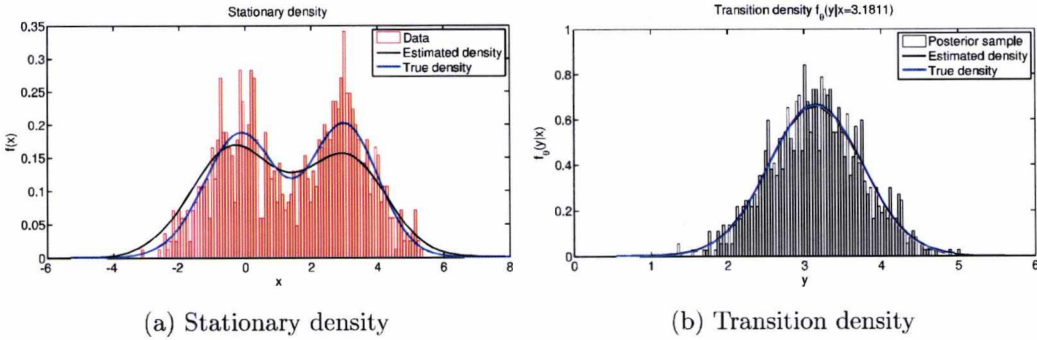 Stationary density
Data
Estimated density
True density
0.35
0.3
0.25
0.2
0.15
0.1
0.05
0
f(x)
-6
-4
-2
0
2
4
6
8
x
(a) Stationary density
Transition density fθ(y|x=3.1811)
Posterior sample
Estimated density
True density
1
0.8
0.6
0.4
0.2
0
fθ(y|x)
0
1
2
3
4
5
6
y
(b) Transition density